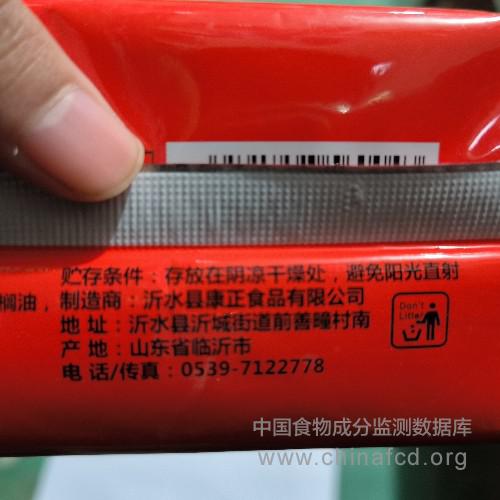 贮存条件：存放在阴凉干燥处，避免阳光直射
榈油，制造商：沂水县康正食品有限公司
地 址：沂水县沂城街道前善疃村南
产 地：山东省临沂市
电 话/传真：0539-7122778
Don't
Litter
中国食物成分监测数据库
www.chinafcd.org